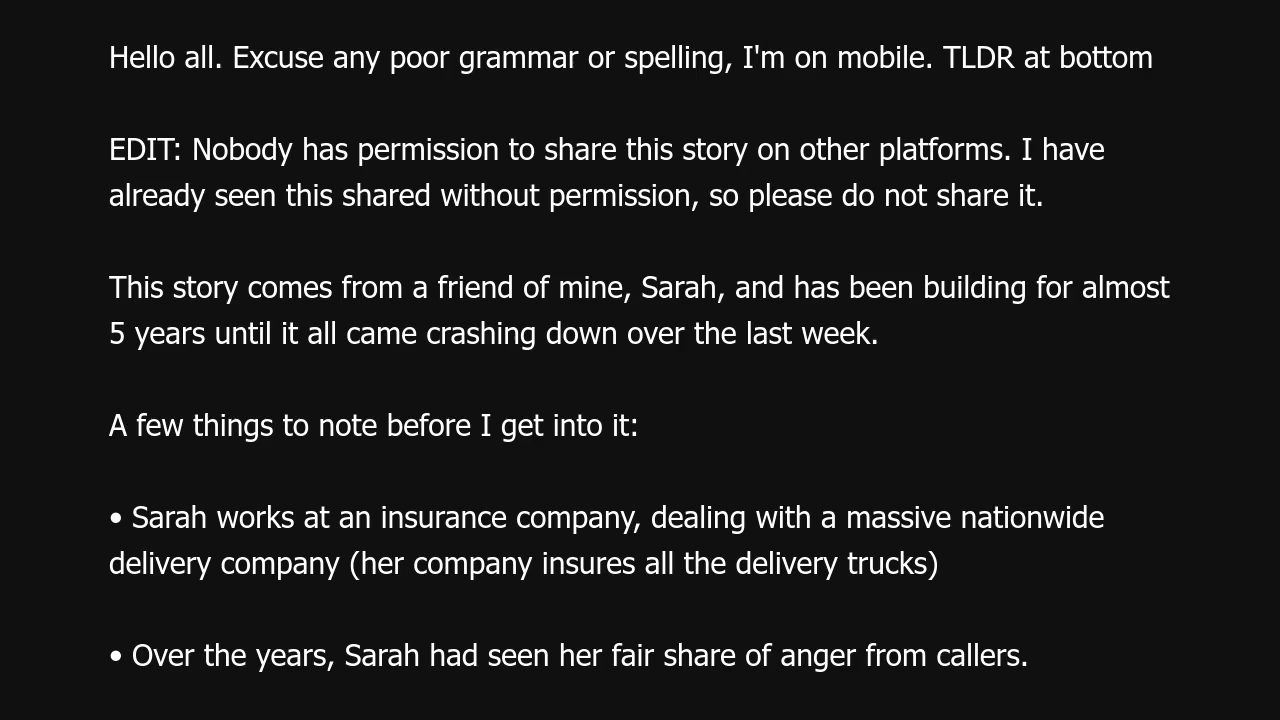 Hello all. Excuse any poor grammar or spelling, I'm on mobile. TLDR at bottom
EDIT: Nobody has permission to share this story on other platforms. I have
already seen this shared without permission, so please do not share it.
This story comes from a friend of mine, Sarah, and has been building for almost
5 years until it all came crashing down over the last week.
A few things to note before I get into it:
• Sarah works at an insurance company, dealing with a massive nationwide
delivery company (her company insures all the delivery trucks)
• Over the years, Sarah had seen her fair share of anger from callers.